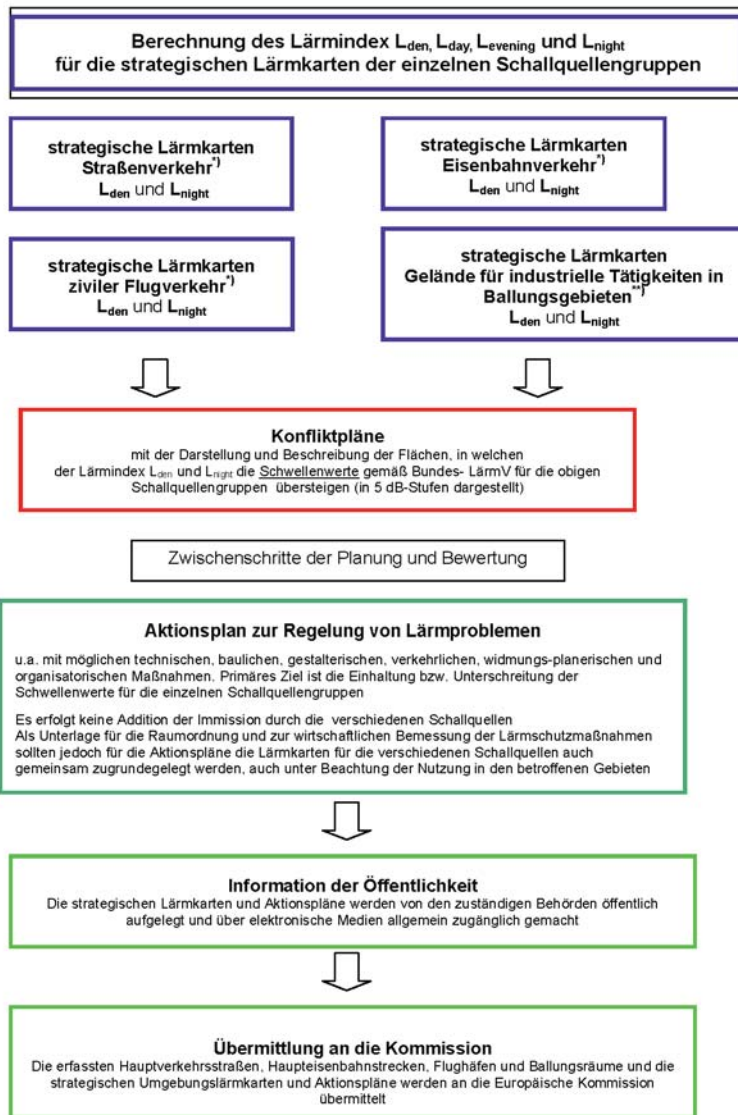 Berechnung des Lärmindex Lden, Lday, Levening und Lnight
für die strategischen Lärmkarten der einzelnen Schallquellengruppen
strategische Lärmkarten
Straßenverkehr*)
Lden und Lnight
strategische Lärmkarten
Eisenbahnverkehr*)
Lden und Lnight
strategische Lärmkarten
ziviler Flugverkehr*)
Lden und Lnight
strategische Lärmkarten
Gelände für industrielle Tätigkeiten in
Ballungsgebieten**)
Lden und Lnight
Konfliktpläne
mit der Darstellung und Beschreibung der Flächen, in welchen
der Lärmindex Lden und Lnight die Schwellenwerte gemäß Bundes- LärmV für die obigen
Schallquellengruppen übersteigen (in 5 dB-Stufen dargestellt)
Zwischenschritte der Planung und Bewertung
Aktionsplan zur Regelung von Lärmproblemen
u.a. mit möglichen technischen, baulichen, gestalterischen, verkehrlichen, widmungs-planerischen und
organisatorischen Maßnahmen. Primäres Ziel ist die Einhaltung bzw. Unterschreitung der
Schwellenwerte für die einzelnen Schallquellengruppen
Es erfolgt keine Addition der Immission durch die verschiedenen Schallquellen
Als Unterlage für die Raumordnung und zur wirtschaftlichen Bemessung der Lärmschutzmaßnahmen
sollten jedoch für die Aktionspläne die Lärmkarten für die verschiedenen Schallquellen auch
gemeinsam zugrundegelegt werden, auch unter Beachtung der Nutzung in den betroffenen Gebieten
Information der Öffentlichkeit
Die strategischen Lärmkarten und Aktionspläne werden von den zuständigen Behörden öffentlich
aufgelegt und über elektronische Medien allgemein zugänglich gemacht
Übermittlung an die Kommission
Die erfassten Hauptverkehrsstraßen, Haupteisenbahnstrecken, Flughäfen und Ballungsräume und die
strategischen Umgebungslärmkarten und Aktionspläne werden an die Europäische Kommission
übermittelt